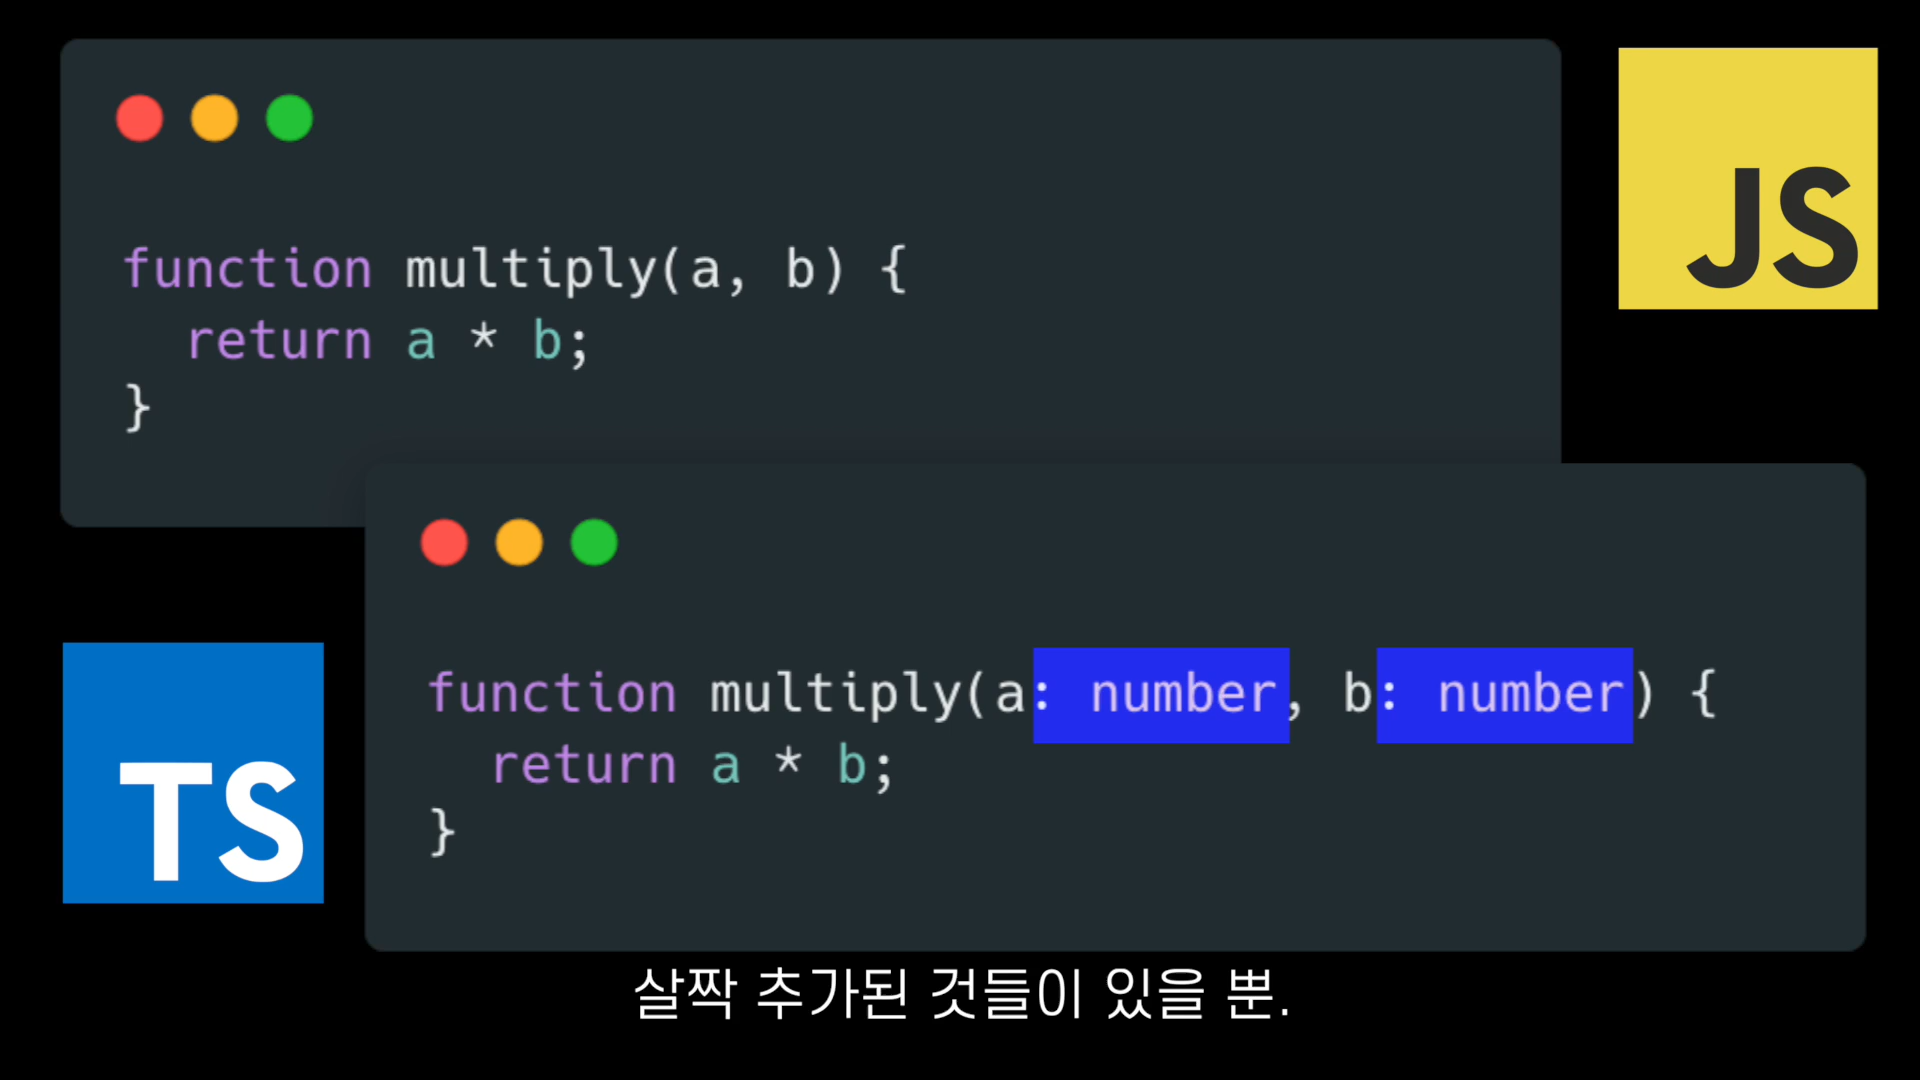 JS
function multiply(a, b) {
  return a * b;
}
TS
function multiply(a: number, b: number) {
  return a * b;
}
살짝 추가된 것들이 있을 뿐.